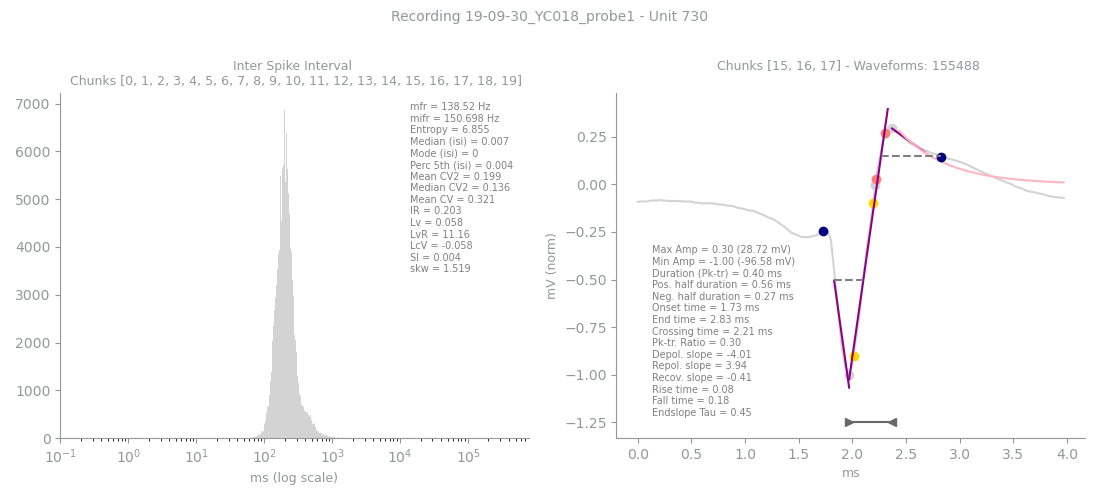 Recording 19-09-30_YC018_probe1 - Unit 730
Inter Spike Interval
Chunks [0, 1, 2, 3, 4, 5, 6, 7, 8, 9, 10, 11, 12, 13, 14, 15, 16, 17, 18, 19]
7000
6000
5000
4000
3000
2000
1000
0
mfr = 138.52 Hz
mifr = 150.698 Hz
Entropy = 6.855
Median (isi) = 0.007
Mode (isi) = 0
Perc 5th (isi) = 0.004
Mean CV2 = 0.199
Median CV2 = 0.136
Mean CV = 0.321
IR = 0.203
Lv = 0.058
LvR = 11.16
LcV = -0.058
SI = 0.004
skw = 1.519
10⁻¹ 10⁰ 10¹ 10² 10³ 10⁴ 10⁵
ms (log scale)
Chunks [15, 16, 17] - Waveforms: 155488
mV (norm)
0.25
0.00
−0.25
−0.50
−0.75
−1.00
−1.25
Max Amp = 0.30 (28.72 mV)
Min Amp = -1.00 (-96.58 mV)
Duration (Pk-tr) = 0.40 ms
Pos. half duration = 0.56 ms
Neg. half duration = 0.27 ms
Onset time = 1.73 ms
End time = 2.83 ms
Crossing time = 2.21 ms
Pk-tr. Ratio = 0.30
Depol. slope = -4.01
Repol. slope = 3.94
Recov. slope = -0.41
Rise time = 0.08
Fall time = 0.18
Endslope Tau = 0.45
0.0 0.5 1.0 1.5 2.0 2.5 3.0 3.5 4.0
ms